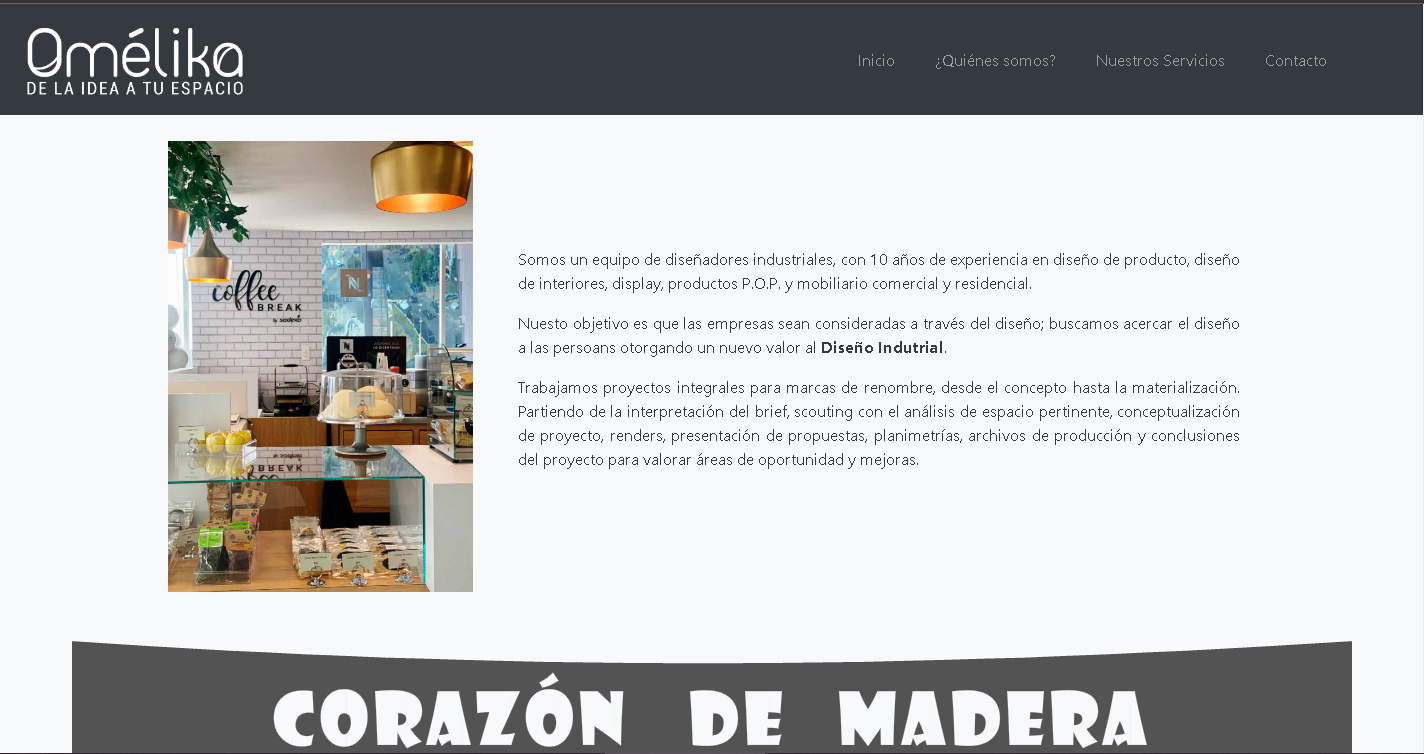 Omélika
DE LA IDEA A TU ESPACIO
Inicio
¿Quiénes somos?
Nuestros Servicios
Contacto
coffee
BREAK
by sodexo
N
Somos un equipo de diseñadores industriales, con 10 años de experiencia en diseño de producto, diseño
de interiores, display, productos P.O.P. y mobiliario comercial y residencial.
Nuesto objetivo es que las empresas sean consideradas a través del diseño; buscamos acercar el diseño
a las persoans otorgando un nuevo valor al Diseño Indutrial.
Trabajamos proyectos integrales para marcas de renombre, desde el concepto hasta la materialización.
Partiendo de la interpretación del brief, scouting con el análisis de espacio pertinente, conceptualización
de proyecto, renders, presentación de propuestas, planimetrías, archivos de producción y conclusiones
del proyecto para valorar áreas de oportunidad y mejoras.
CORAZÓN DE MADERA